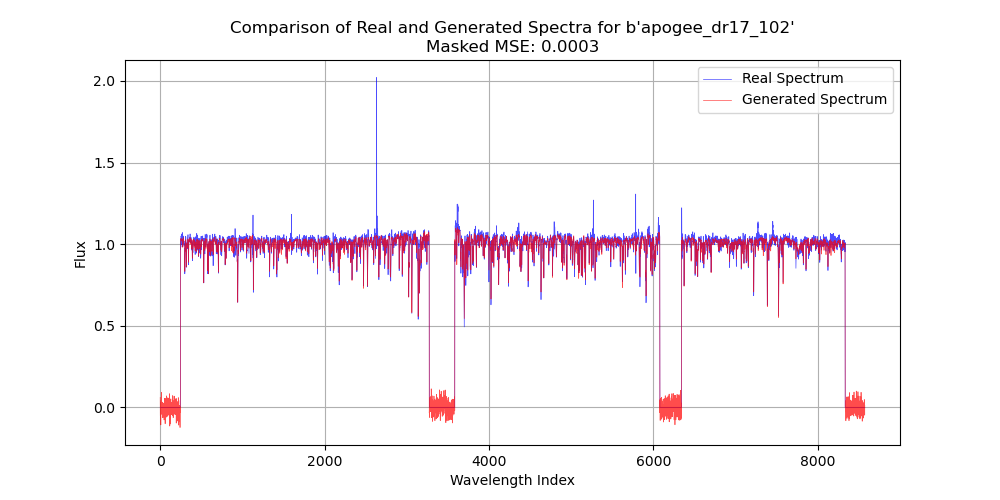 Comparison of Real and Generated Spectra for b'apogee_dr17_102'
Masked MSE: 0.0003
Real Spectrum
Generated Spectrum
2.0
1.5
1.0
0.5
0.0
Flux
0
2000
4000
6000
8000
Wavelength Index